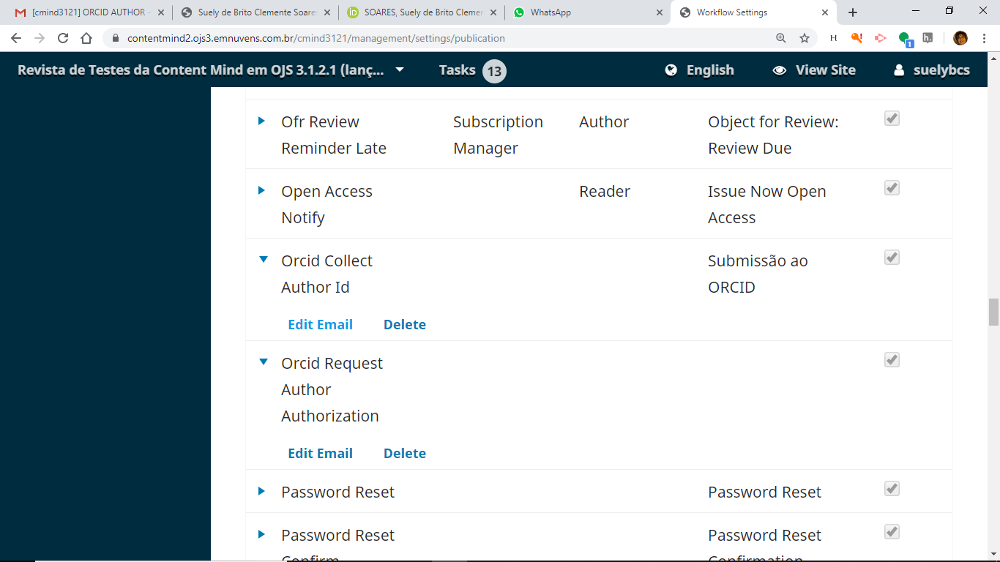 [cmind3121] ORCID AUTHOR -
Suely de Brito Clemente Soare
SOARES, Suely de Brito Clemen
WhatsApp
Workflow Settings
contentmind2.ojs3.emnuvens.com.br/cmind3121/management/settings/publication
H
h.
1
Revista de Testes da Content Mind em OJS 3.1.2.1 (lanç...
Tasks 13
English
View Site
suelybcs
Ofr Review Subscription Author Object for Review:
Reminder Late Manager Review Due
Open Access Reader Issue Now Open
Notify Access
Orcid Collect Submissão ao
Author Id ORCID
Edit Email Delete
Orcid Request
Author
Authorization
Edit Email Delete
Password Reset Password Reset
Password Reset Password Reset
Confirm Confirmation